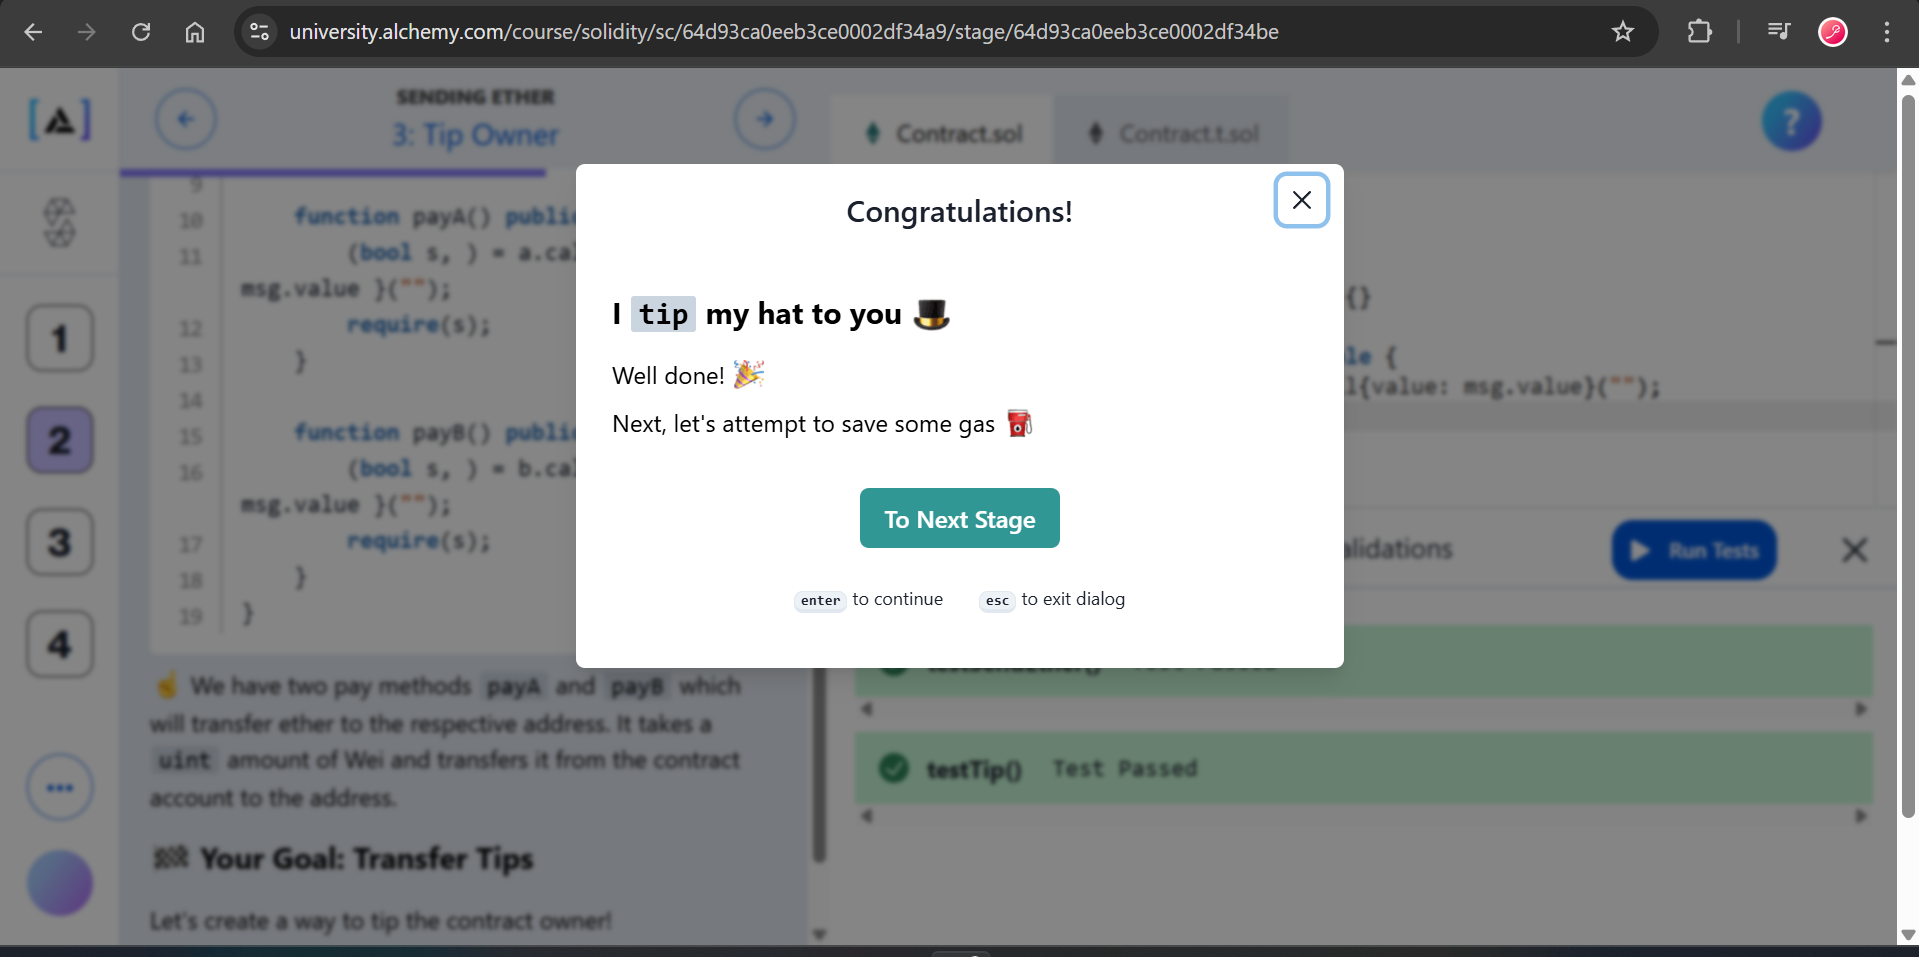 university.alchemy.com/course/solidity/sc/64d93ca0eeb3ce0002df34a9/stage/64d93ca0eeb3ce0002df34be
SENDING ETHER
3: Tip Owner
Contract.sol
Contract.t.sol
?
1
2
3
4
9
10 function payA() public
11 (bool s, ) = a.cal
msg.value }("");
12 require(s);
13 }
14
15 function payB() public
16 (bool s, ) = b.cal
msg.value }("");
17 require(s);
18 }
19 }
☝️ We have two pay methods payA and payB which
will transfer ether to the respective address. It takes a
uint amount of Wei and transfers it from the contract
account to the address.
🏁 Your Goal: Transfer Tips
Let's create a way to tip the contract owner!
Congratulations!
I tip my hat to you 🎩
Well done! 🎉
Next, let's attempt to save some gas ⛽
To Next Stage
enter to continue esc to exit dialog
{}
le {
l{value: msg.value}("");
alidations
Run Tests
testTip() Test Passed